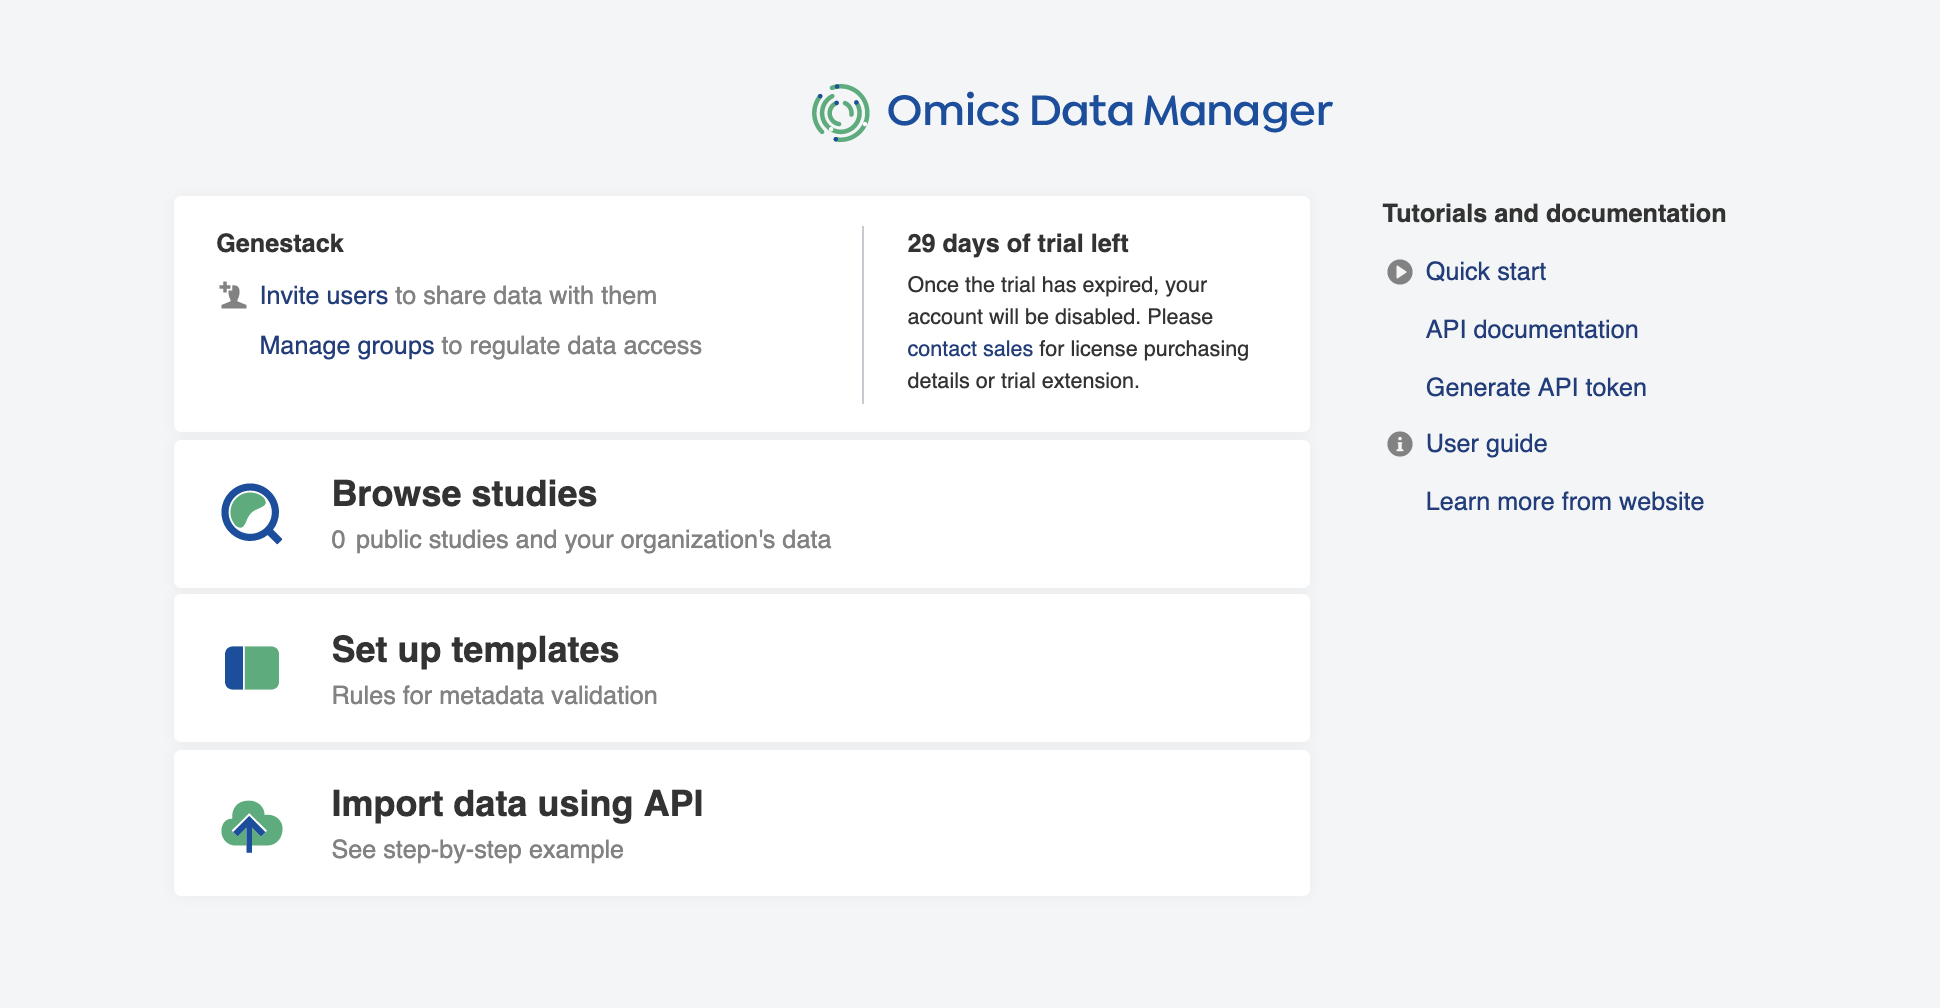 Omics Data Manager
Genestack
Invite users to share data with them
Manage groups to regulate data access
29 days of trial left
Once the trial has expired, your
account will be disabled. Please
contact sales for license purchasing
details or trial extension.
Browse studies
0 public studies and your organization's data
Set up templates
Rules for metadata validation
Import data using API
See step-by-step example
Tutorials and documentation
Quick start
API documentation
Generate API token
User guide
Learn more from website